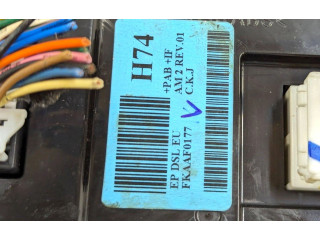 H74
+PAB +IF
AM 2 REV.01
C.K.J
EP DSL EU
FKAAF0177